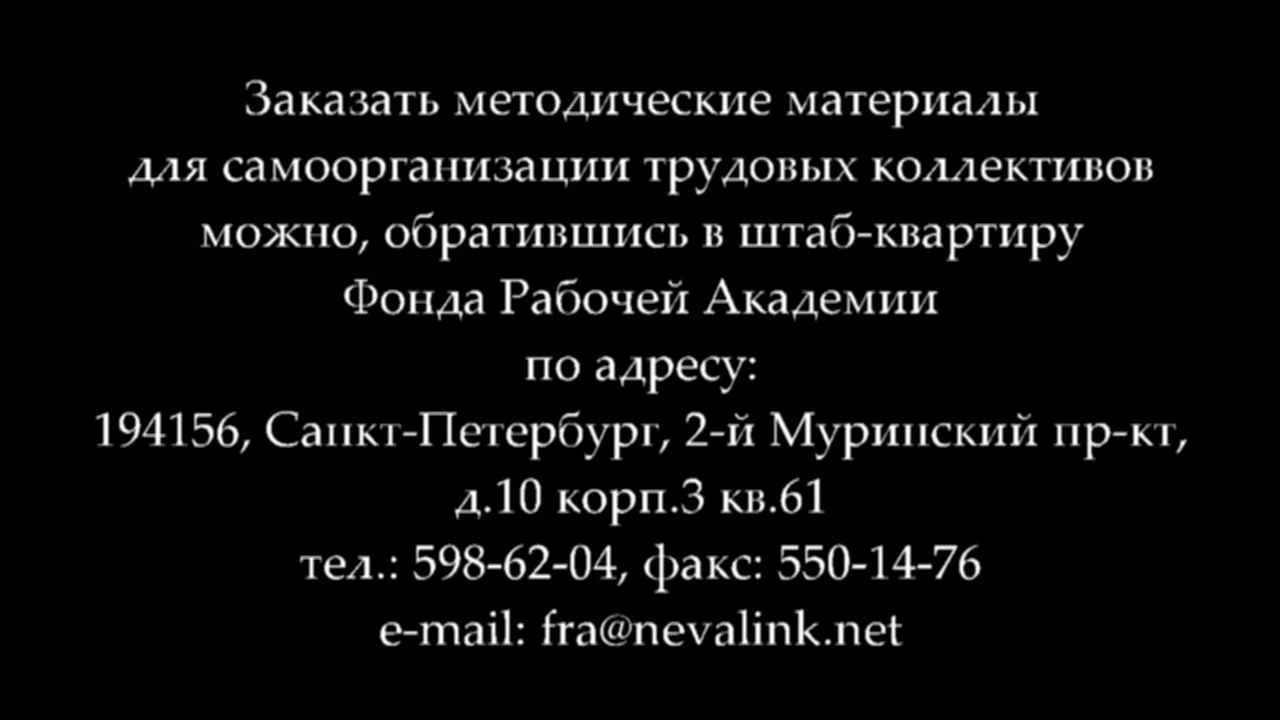 Заказать методические материалы
для самоорганизации трудовых коллективов
можно, обратившись в штаб-квартиру
Фонда Рабочей Академии
по адресу:
194156, Санкт-Петербург, 2-й Муринский пр-кт,
д.10 корп.3 кв.61
тел.: 598-62-04, факс: 550-14-76
e-mail: fra@nevalink.net